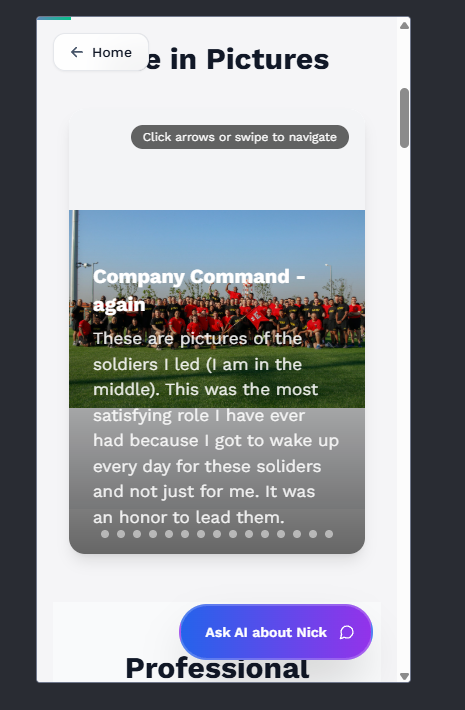 Home
e in Pictures
Click arrows or swipe to navigate
Company Command -
again
These are pictures of the
soldiers I led (I am in the
middle). This was the most
satisfying role I have ever
had because I got to wake up
every day for these soliders
and not just for me. It was
an honor to lead them.
Ask AI about Nick
Professional